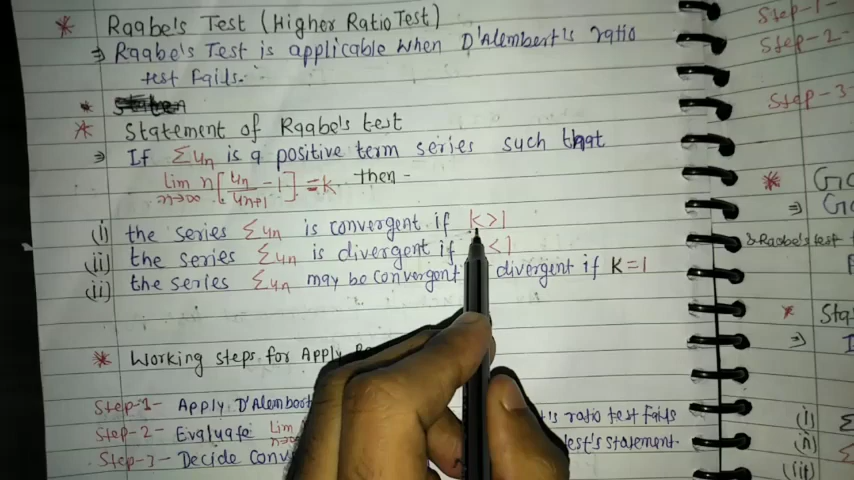 * Raabe's Test (Higher Ratio Test)
⇒ Raabe's Test is applicable when D'Alembert's ratio
test fails.
*
* Statement of Raabe's test
⇒ If Σun is a positive term series such that
lim n→∞ n[un/un+1 - 1] = k then -
(i) the series Σun is convergent if k>1
(ii) the series Σun is divergent if <1
(ii) the series Σun may be convergent divergent if K=1
* Working steps for Apply
Step-1- Apply D'Alembert 's ratio test fails
Step-2- Evaluate Lim n→∞ test's statement.
Step-3- Decide Conv
Step-1-
Step-2-
Step-3
*
⇒
& Raabe's test
* Sta
⇒ I
(i) Σ
(ii) Σ
(iii)